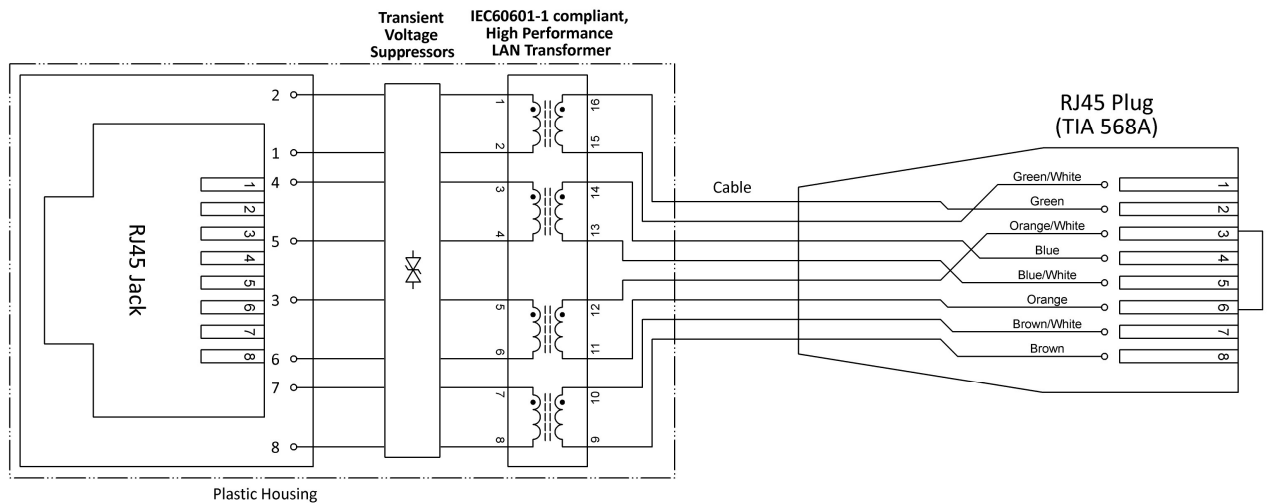 Transient
Voltage
Suppressors
IEC60601-1 compliant,
High Performance
LAN Transformer
RJ45 Plug
(TIA 568A)
RJ45 Jack
1
2
3
4
5
6
7
8
2
1
4
5
3
6
7
8
1
2
3
4
5
6
7
8
16
15
14
13
12
11
10
9
Cable
Green/White
Green
Orange/White
Blue
Blue/White
Orange
Brown/White
Brown
1
2
3
4
5
6
7
8
Plastic Housing